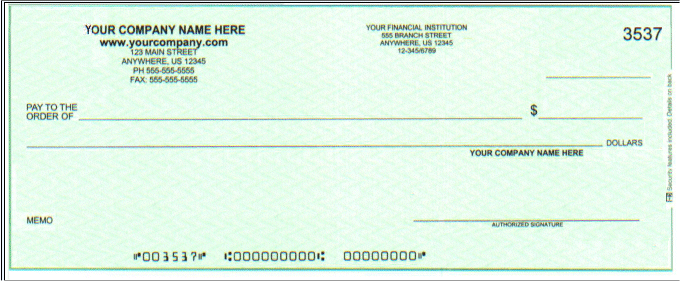 YOUR COMPANY NAME HERE
www.yourcompany.com
123 MAIN STREET
ANYWHERE, US 12345
PH 555-555-5555
FAX: 555-555-5555
YOUR FINANCIAL INSTITUTION
555 BRANCH STREET
ANYWHERE, US 12345
12-345/6789
3537
PAY TO THE
ORDER OF
$
DOLLARS
YOUR COMPANY NAME HERE
Security features included. Details on back.
MEMO
AUTHORIZED SIGNATURE
⑈003537⑈ ⑆000000000⑆ 00000000⑈